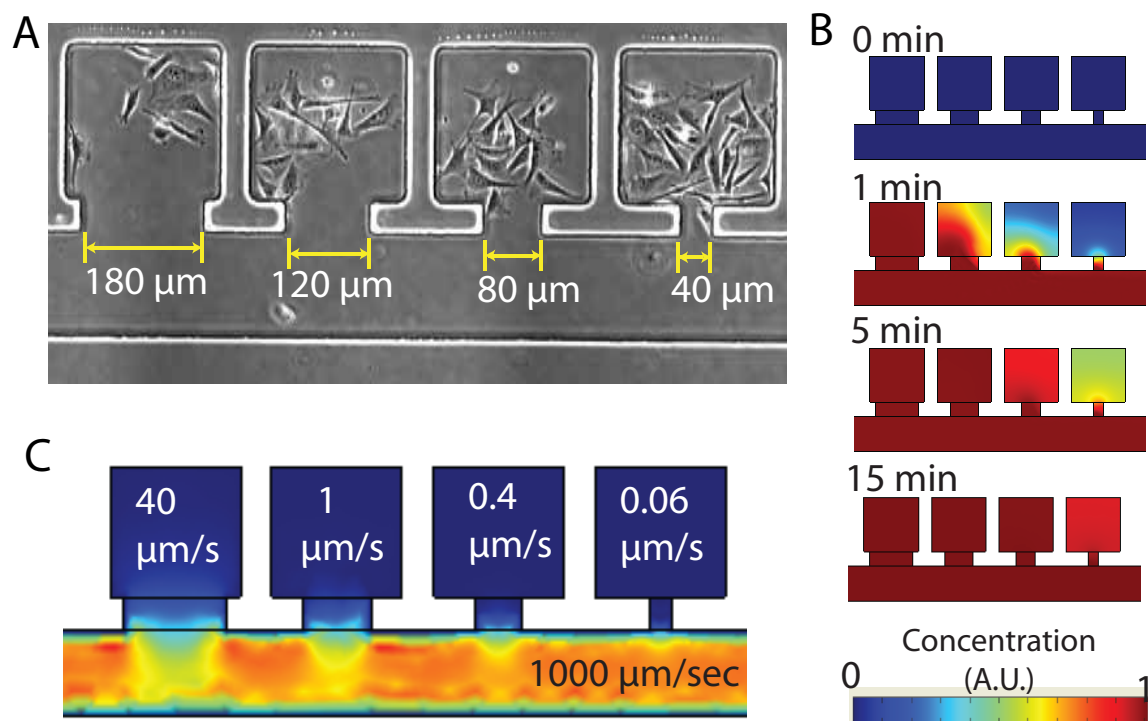 A
180 µm
120 µm
80 µm
40 µm
B
0 min
1 min
5 min
15 min
Concentration
(A.U.)
0
1
C
40
µm/s
1
µm/s
0.4
µm/s
0.06
µm/s
1000 µm/sec